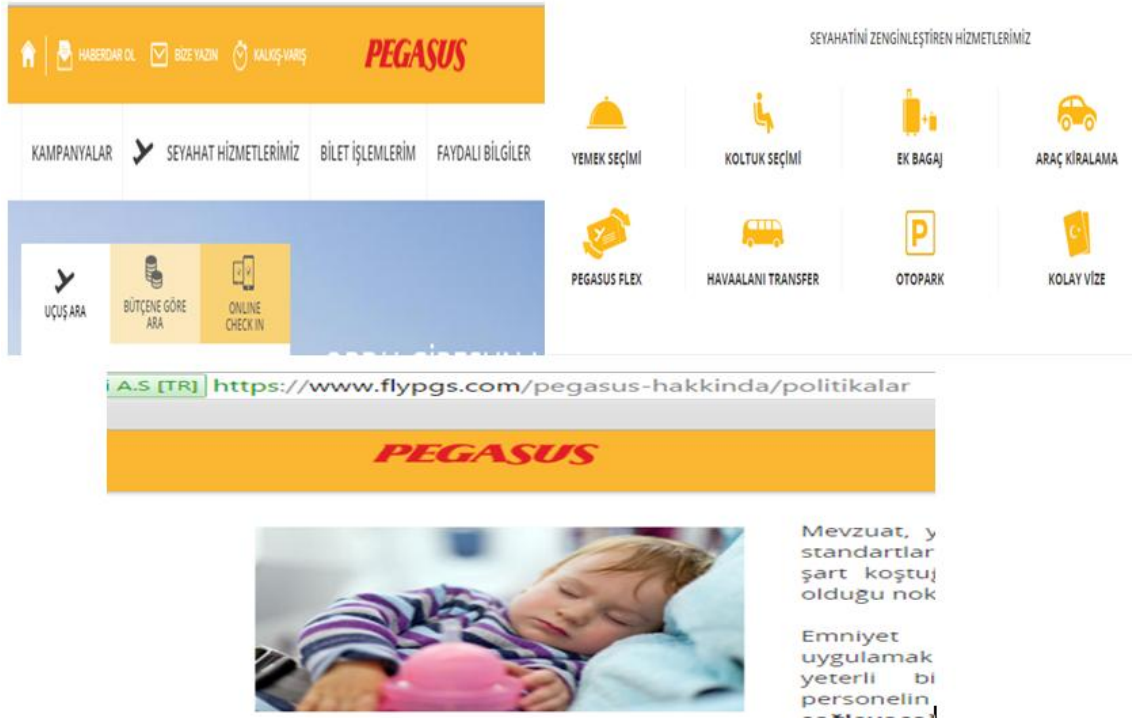 HABERDAR OL BİZE YAZIN KALKIŞ-VARIŞ PEGASUS
KAMPANYALAR SEYAHAT HİZMETLERİMİZ BİLET İŞLEMLERİM FAYDALI BİLGİLER
UÇUŞ ARA
BÜTÇENE GÖRE
ARA
ONLINE
CHECK IN
SEYAHATİNİ ZENGİNLEŞTİREN HİZMETLERİMİZ
YEMEK SEÇİMİ KOLTUK SEÇİMİ EK BAGAJ ARAÇ KİRALAMA
P
PEGASUS FLEX HAVAALANI TRANSFER OTOPARK KOLAY VİZE
i A.S [TR] https://www.flypgs.com/pegasus-hakkinda/politikalar
PEGASUS
Mevzuat, y
standartlar
şart koştuğ
olduğu nok
Emniyet
uygulamak
yeterli bi
personelin